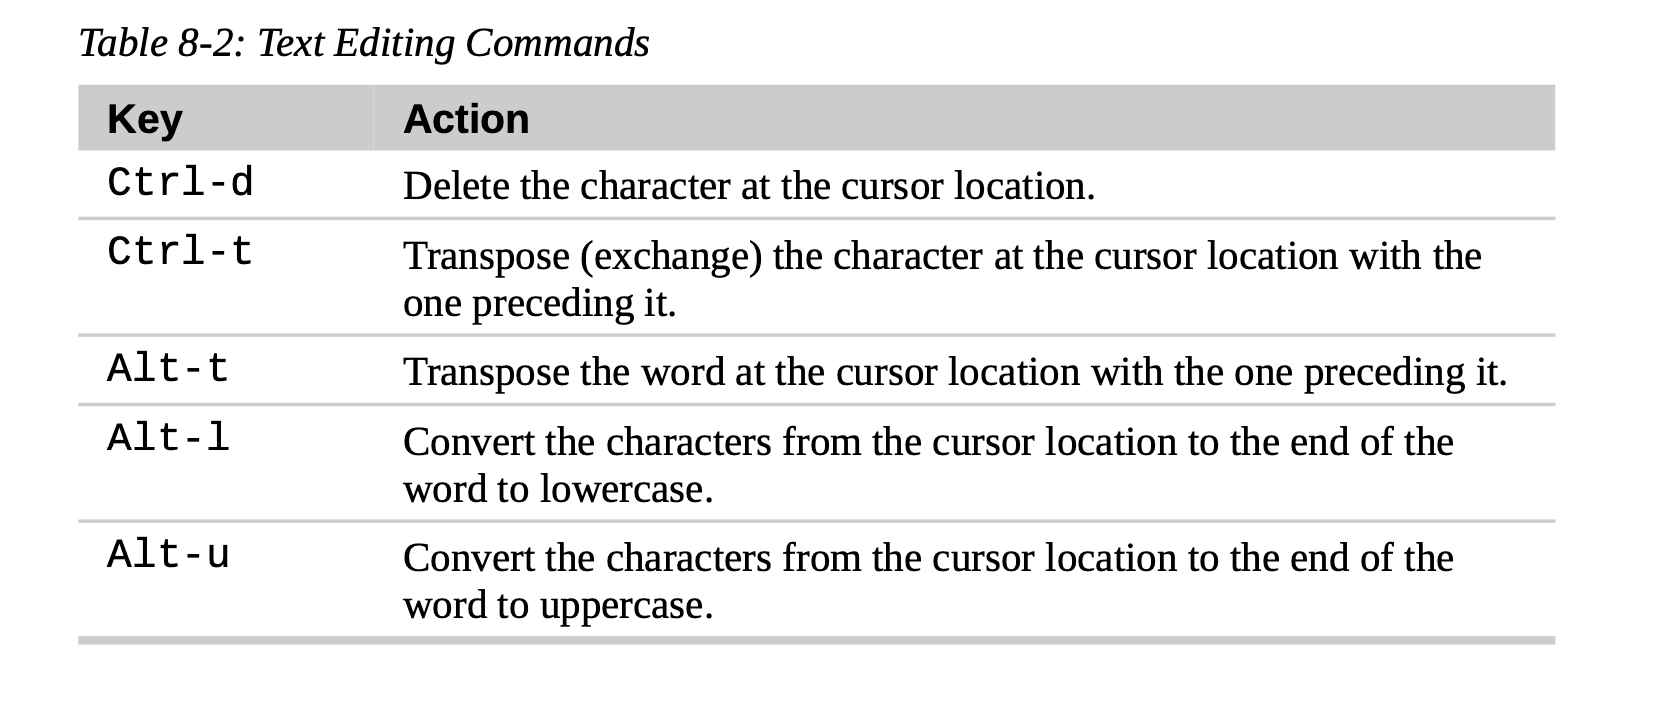 Table 8-2: Text Editing Commands
Key Action
Ctrl-d Delete the character at the cursor location.
Ctrl-t Transpose (exchange) the character at the cursor location with the
one preceding it.
Alt-t Transpose the word at the cursor location with the one preceding it.
Alt-l Convert the characters from the cursor location to the end of the
word to lowercase.
Alt-u Convert the characters from the cursor location to the end of the
word to uppercase.